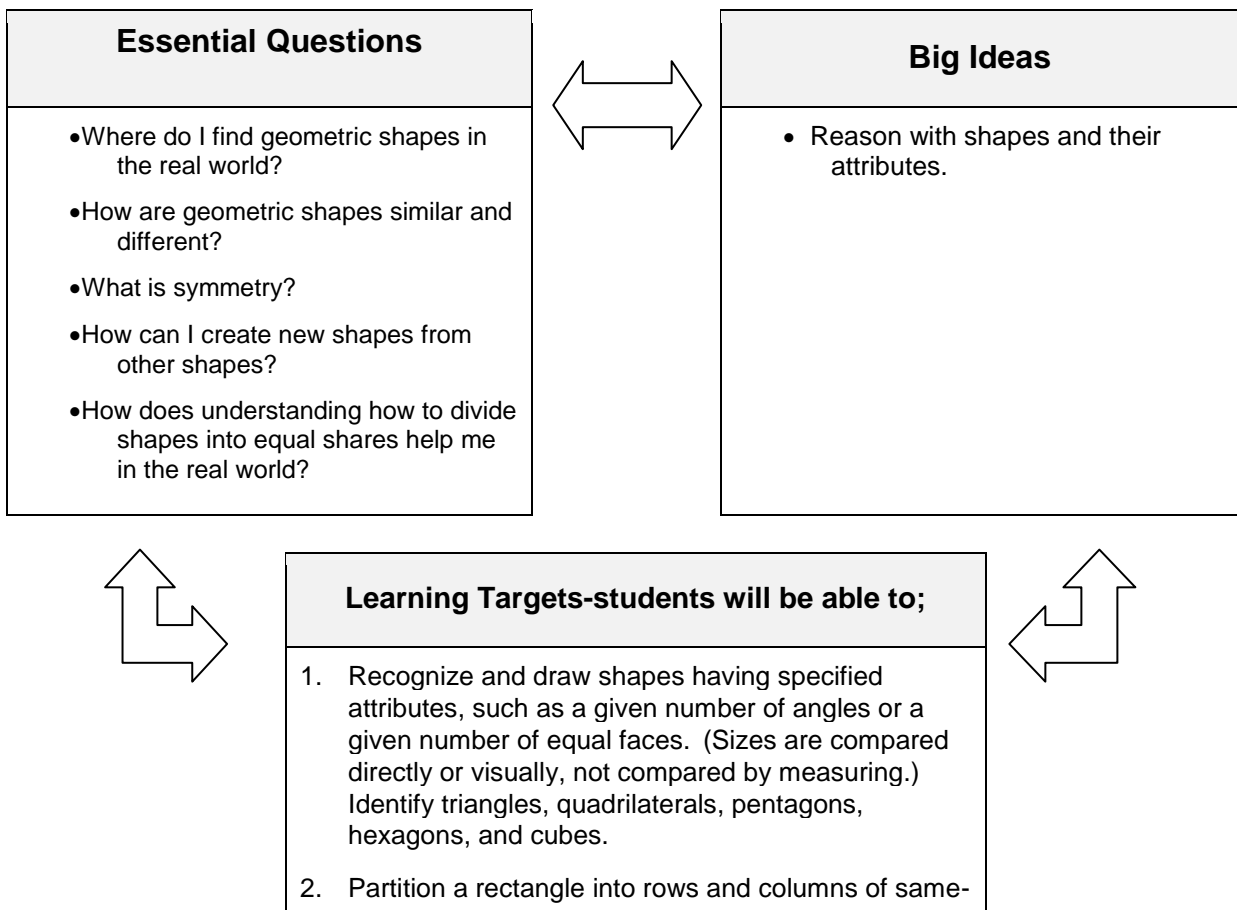 Essential Questions
•Where do I find geometric shapes in
the real world?
•How are geometric shapes similar and
different?
•What is symmetry?
•How can I create new shapes from
other shapes?
•How does understanding how to divide
shapes into equal shares help me
in the real world?
Big Ideas
• Reason with shapes and their
attributes.
Learning Targets-students will be able to;
1. Recognize and draw shapes having specified
attributes, such as a given number of angles or a
given number of equal faces. (Sizes are compared
directly or visually, not compared by measuring.)
Identify triangles, quadrilaterals, pentagons,
hexagons, and cubes.
2. Partition a rectangle into rows and columns of same-